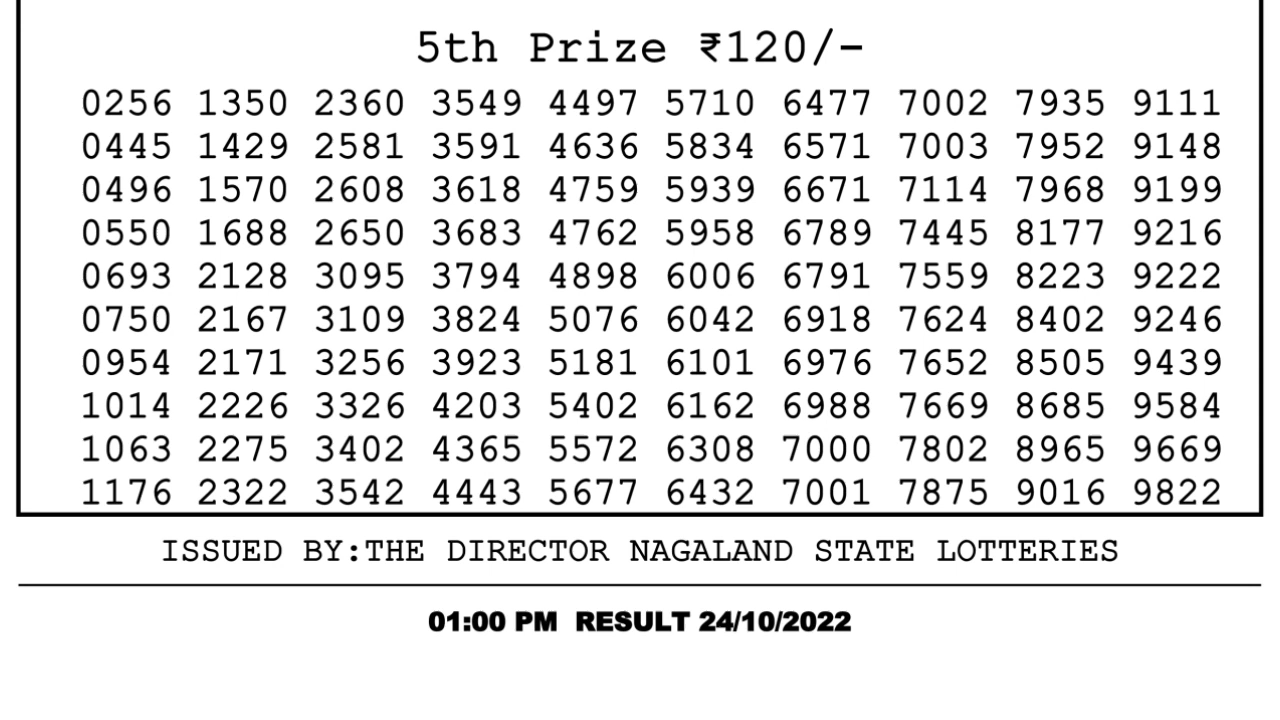 5th Prize ₹120/-
0256 1350 2360 3549 4497 5710 6477 7002 7935 9111
0445 1429 2581 3591 4636 5834 6571 7003 7952 9148
0496 1570 2608 3618 4759 5939 6671 7114 7968 9199
0550 1688 2650 3683 4762 5958 6789 7445 8177 9216
0693 2128 3095 3794 4898 6006 6791 7559 8223 9222
0750 2167 3109 3824 5076 6042 6918 7624 8402 9246
0954 2171 3256 3923 5181 6101 6976 7652 8505 9439
1014 2226 3326 4203 5402 6162 6988 7669 8685 9584
1063 2275 3402 4365 5572 6308 7000 7802 8965 9669
1176 2322 3542 4443 5677 6432 7001 7875 9016 9822
ISSUED BY:THE DIRECTOR NAGALAND STATE LOTTERIES
01:00 PM RESULT 24/10/2022